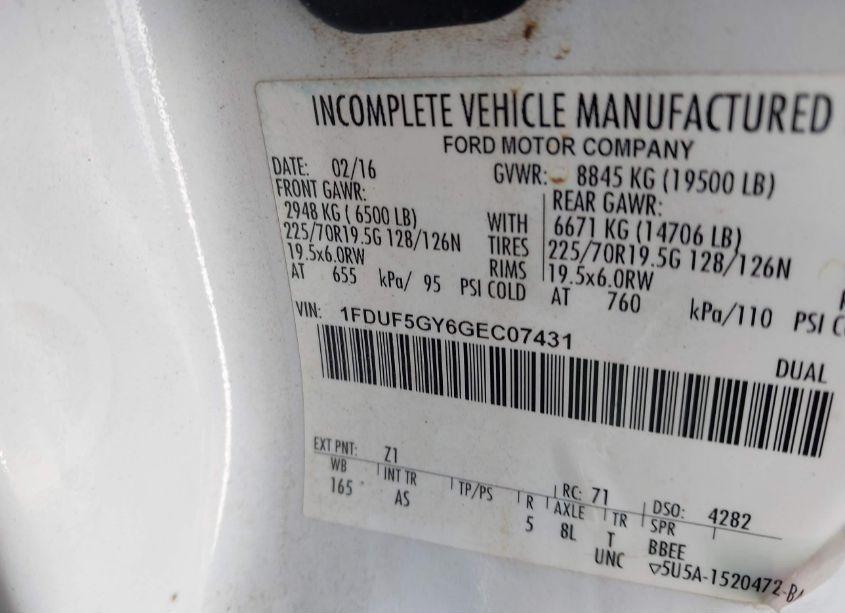 INCOMPLETE VEHICLE MANUFACTURED
FORD MOTOR COMPANY
DATE: 02/16 GVWR: 8845 KG (19500 LB)
FRONT GAWR: REAR GAWR:
2948 KG ( 6500 LB) WITH 6671 KG (14706 LB)
225/70R19.5G 128/126N TIRES 225/70R19.5G 128/126N
19.5x6.0RW RIMS 19.5x6.0RW
AT 655 kPa/ 95 PSI COLD AT 760 kPa/110 PSI COL
VIN: 1FDUF5GY6GEC07431
DUAL
EXT PNT: Z1 RC: 71 DSO: 4282
WB INT TR TP/PS R AXLE TR SPR
165 AS 5 8L T BBEE
UNC ▽5U5A-1520472-B